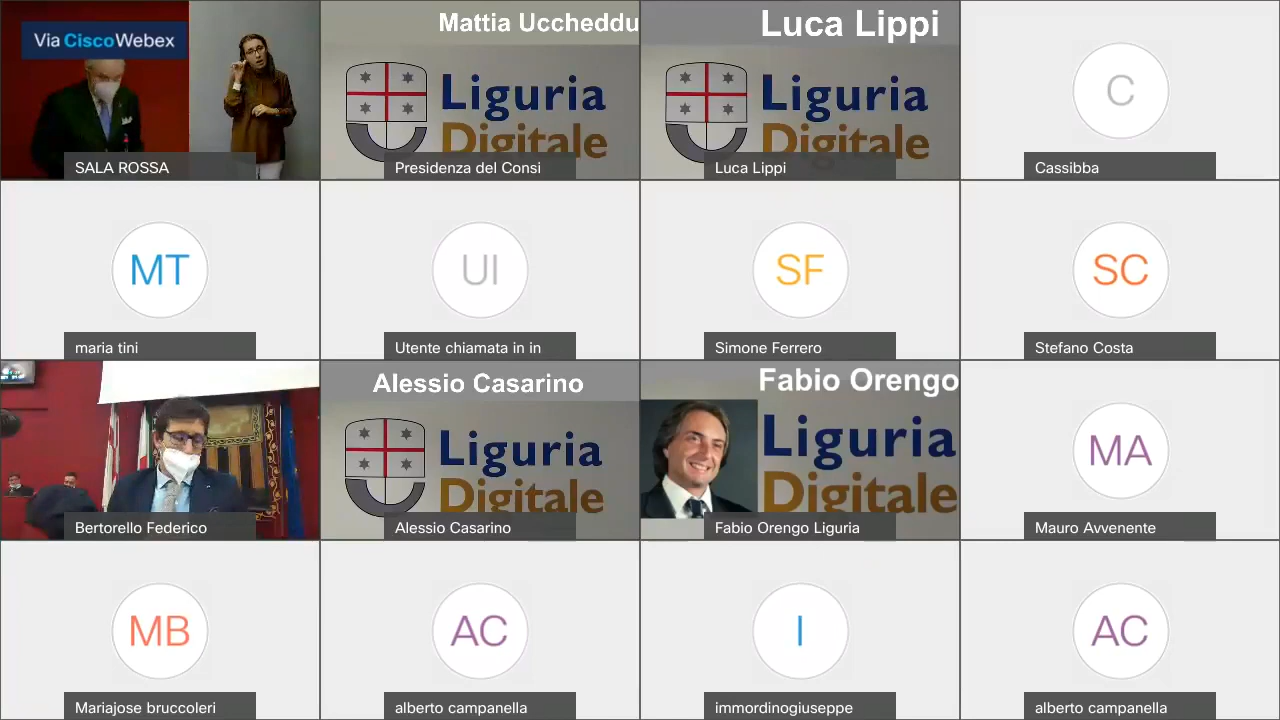 Via Cisco Webex
SALA ROSSA
Mattia Uccheddu
Liguria
Digitale
Presidenza del Consi
Luca Lippi
Liguria
Digitale
Luca Lippi
C
Cassibba
MT
maria tini
UI
Utente chiamata in in
SF
Simone Ferrero
SC
Stefano Costa
Bertorello Federico
Alessio Casarino
Liguria
Digitale
Alessio Casarino
Fabio Orengo
Liguria
Digitale
Fabio Orengo Liguria
MA
Mauro Avvenente
MB
Mariajose bruccoleri
AC
alberto campanella
I
immordinogiuseppe
AC
alberto campanella